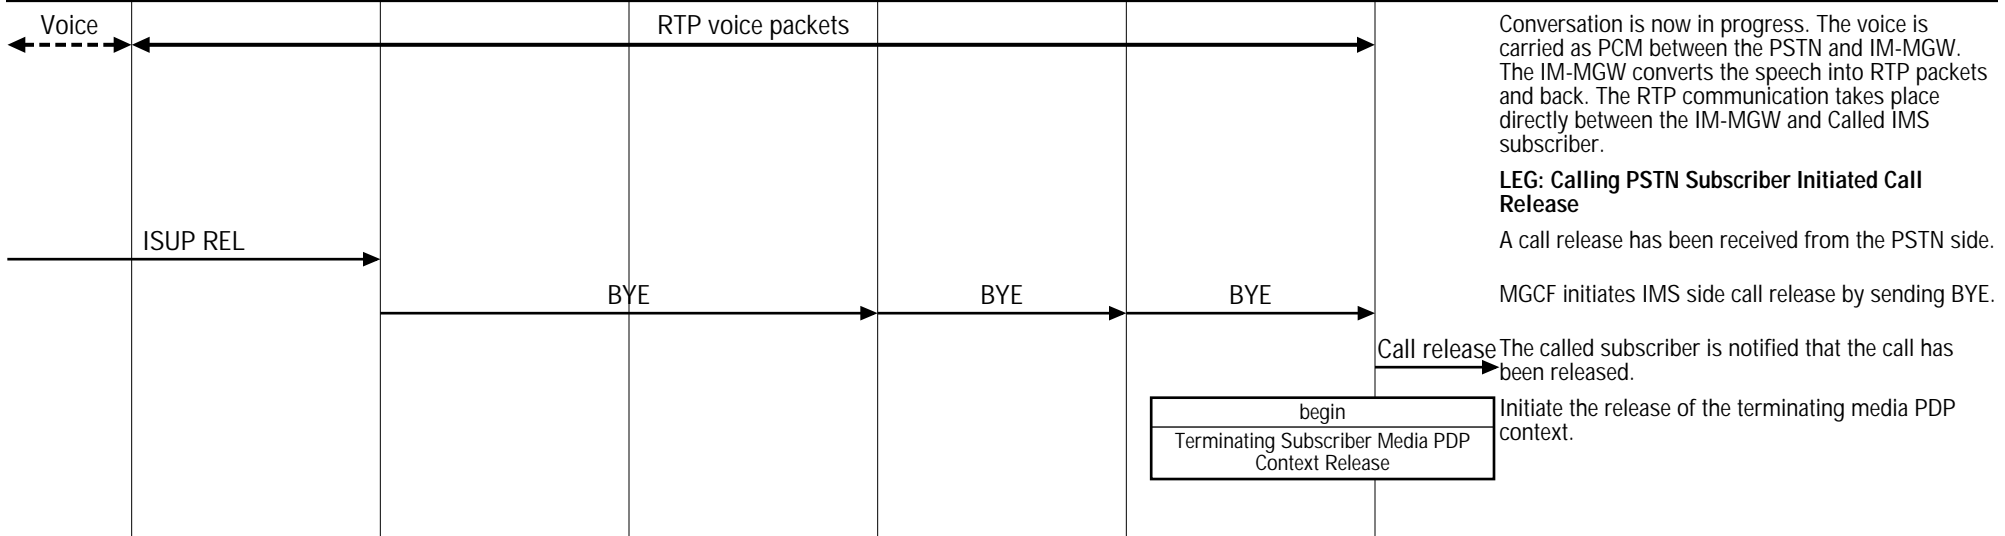 Voice
RTP voice packets
Conversation is now in progress. The voice is
carried as PCM between the PSTN and IM-MGW.
The IM-MGW converts the speech into RTP packets
and back. The RTP communication takes place
directly between the IM-MGW and Called IMS
subscriber.
LEG: Calling PSTN Subscriber Initiated Call
Release
ISUP REL
A call release has been received from the PSTN side.
BYE
BYE
BYE
MGCF initiates IMS side call release by sending BYE.
Call release
The called subscriber is notified that the call has
been released.
begin
Terminating Subscriber Media PDP
Context Release
Initiate the release of the terminating media PDP
context.